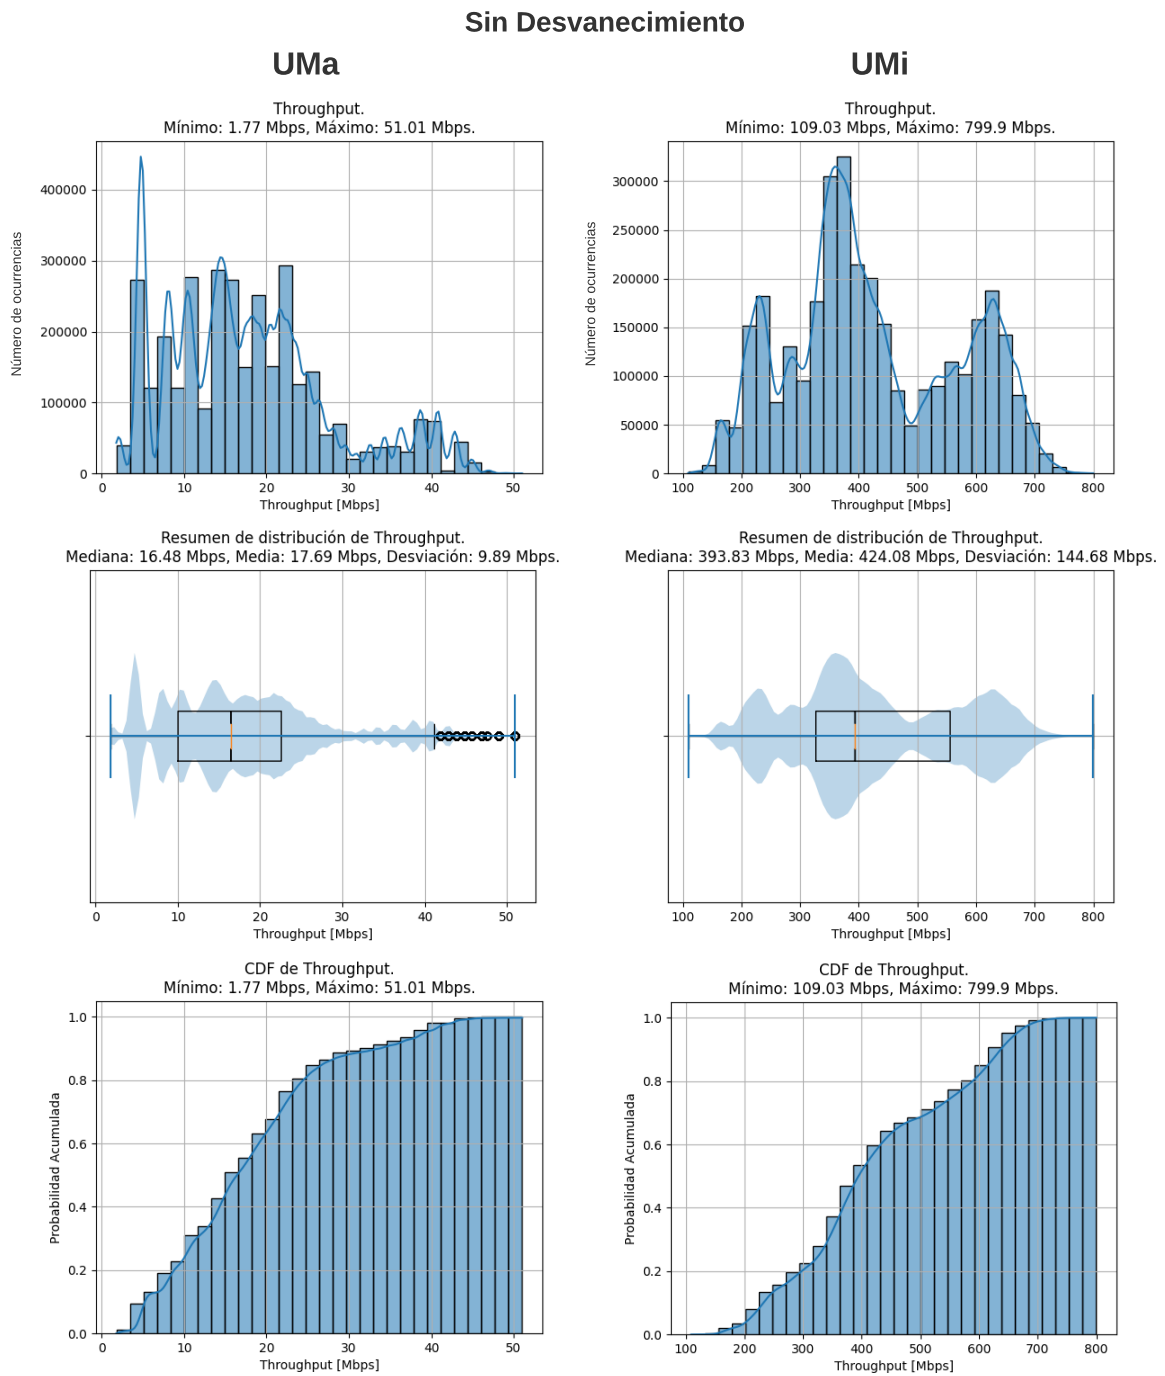 Sin Desvanecimiento
UMa
UMi
Throughput.
Mínimo: 1.77 Mbps, Máximo: 51.01 Mbps.
Número de ocurrencias
400000
300000
200000
100000
0
0 10 20 30 40 50
Throughput [Mbps]
Throughput.
Mínimo: 109.03 Mbps, Máximo: 799.9 Mbps.
Número de ocurrencias
300000
250000
200000
150000
100000
50000
0
100 200 300 400 500 600 700 800
Throughput [Mbps]
Resumen de distribución de Throughput.
Mediana: 16.48 Mbps, Media: 17.69 Mbps, Desviación: 9.89 Mbps.
0 10 20 30 40 50
Throughput [Mbps]
Resumen de distribución de Throughput.
Mediana: 393.83 Mbps, Media: 424.08 Mbps, Desviación: 144.68 Mbps.
100 200 300 400 500 600 700 800
Throughput [Mbps]
CDF de Throughput.
Mínimo: 1.77 Mbps, Máximo: 51.01 Mbps.
Probabilidad Acumulada
1.0
0.8
0.6
0.4
0.2
0.0
0 10 20 30 40 50
Throughput [Mbps]
CDF de Throughput.
Mínimo: 109.03 Mbps, Máximo: 799.9 Mbps.
Probabilidad Acumulada
1.0
0.8
0.6
0.4
0.2
0.0
100 200 300 400 500 600 700 800
Throughput [Mbps]